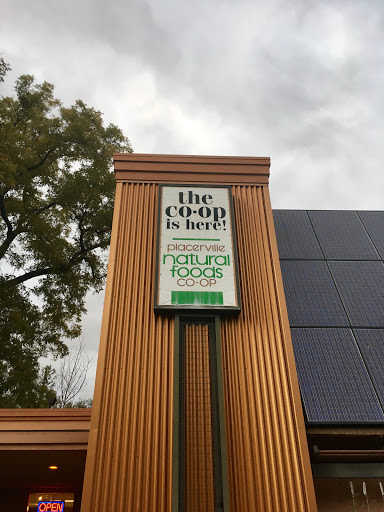 the
co-op
is here!
placerville
natural
foods
CO-OP
OPEN